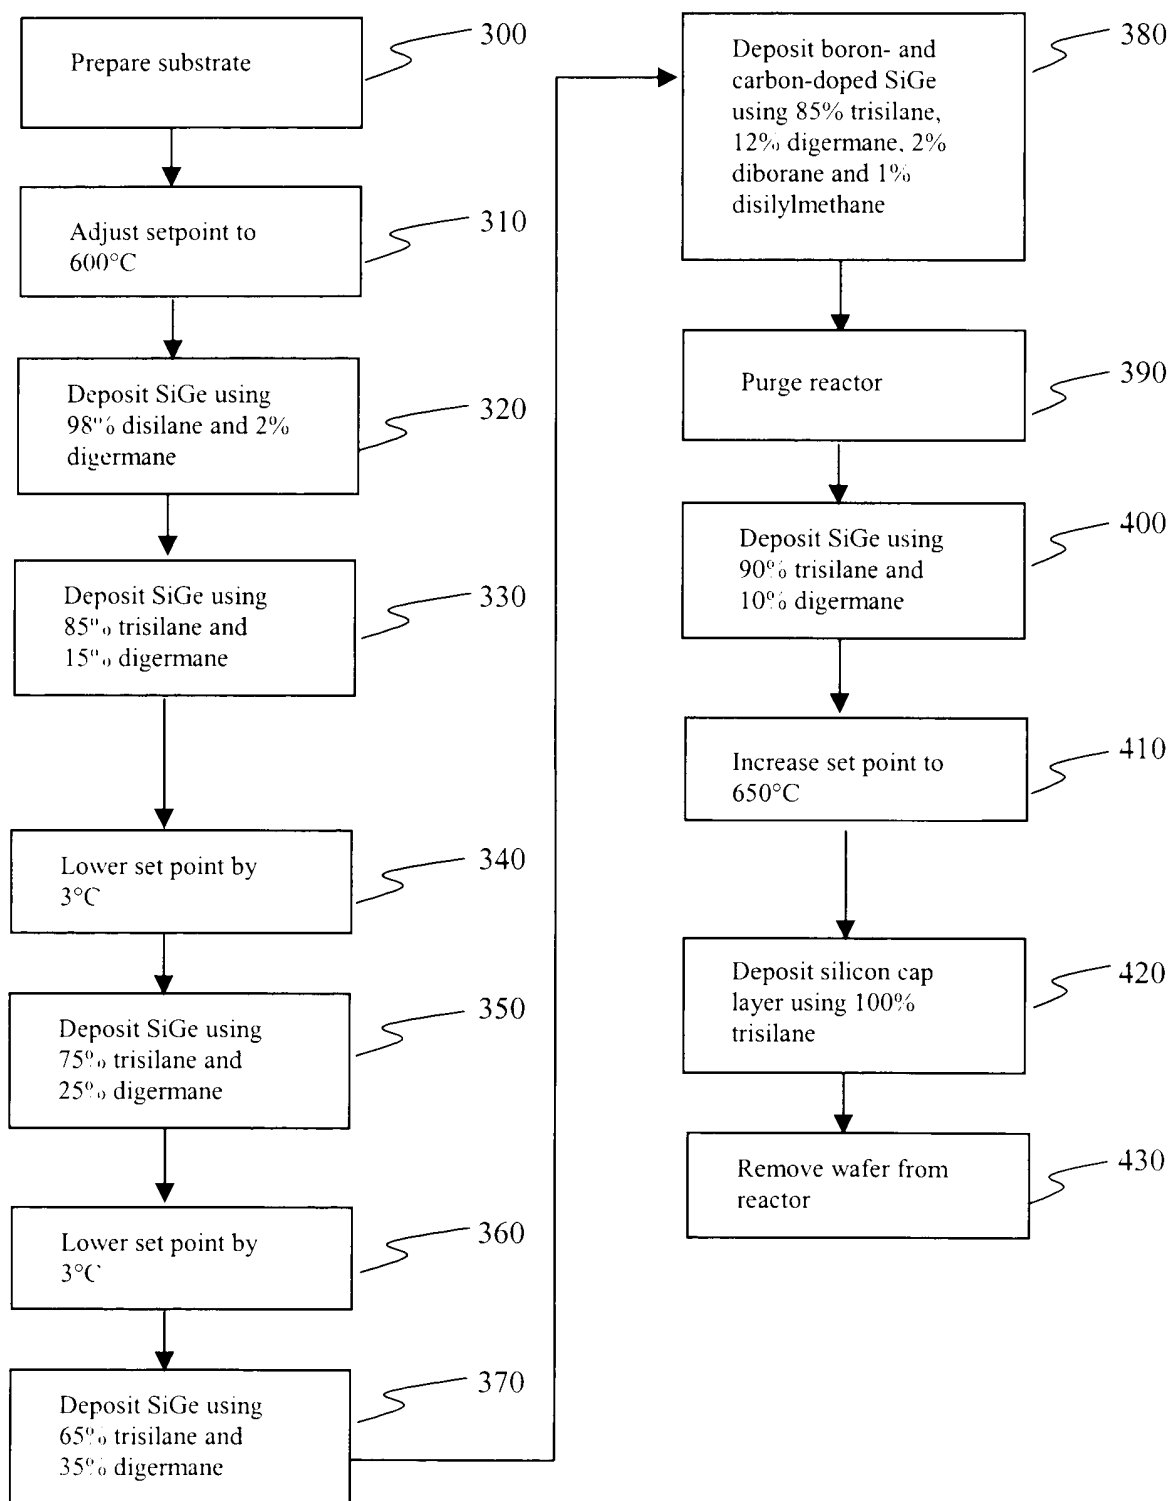 Prepare substrate
300
Adjust setpoint to
600°C
310
Deposit SiGe using
98% disilane and 2%
digermane
320
Deposit SiGe using
85% trisilane and
15% digermane
330
Lower set point by
3°C
340
Deposit SiGe using
75% trisilane and
25% digermane
350
Lower set point by
3°C
360
Deposit SiGe using
65% trisilane and
35% digermane
370
Deposit boron- and
carbon-doped SiGe
using 85% trisilane,
12% digermane, 2%
diborane and 1%
disilylmethane
380
Purge reactor
390
Deposit SiGe using
90% trisilane and
10% digermane
400
Increase set point to
650°C
410
Deposit silicon cap
layer using 100%
trisilane
420
Remove wafer from
reactor
430